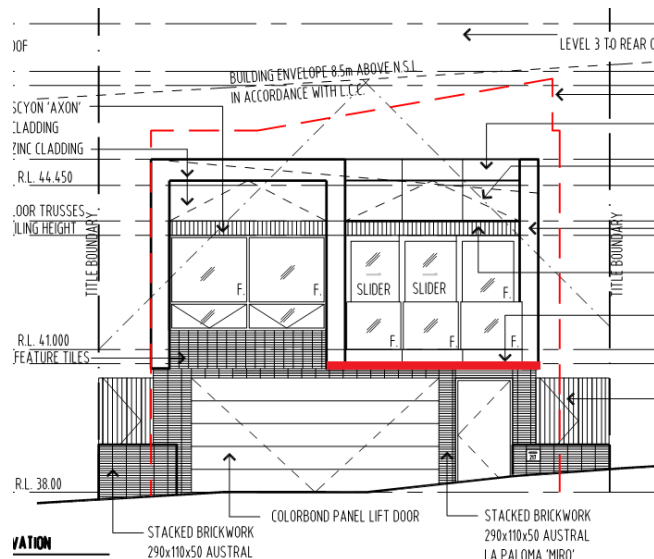 OOF
LEVEL 3 TO REAR
BUILDING ENVELOPE 8.5m ABOVE N.S.L
IN ACCORDANCE WITH L.C.C.
SCYON 'AXON'
CLADDING
ZINC CLADDING
R.L. 44.450
LOOR TRUSSES
ILING HEIGHT
TITLE BOUNDARY
TITLE BOUNDARY
F.
F.
SLIDER
SLIDER
F.
R.L. 41.000
F.
F.
F.
FEATURE TILES
R.L. 38.00
COLORBOND PANEL LIFT DOOR
STACKED BRICKWORK
290x110x50 AUSTRAL
STACKED BRICKWORK
290x110x50 AUSTRAL
LA PALOMA 'MIRO'
VATION